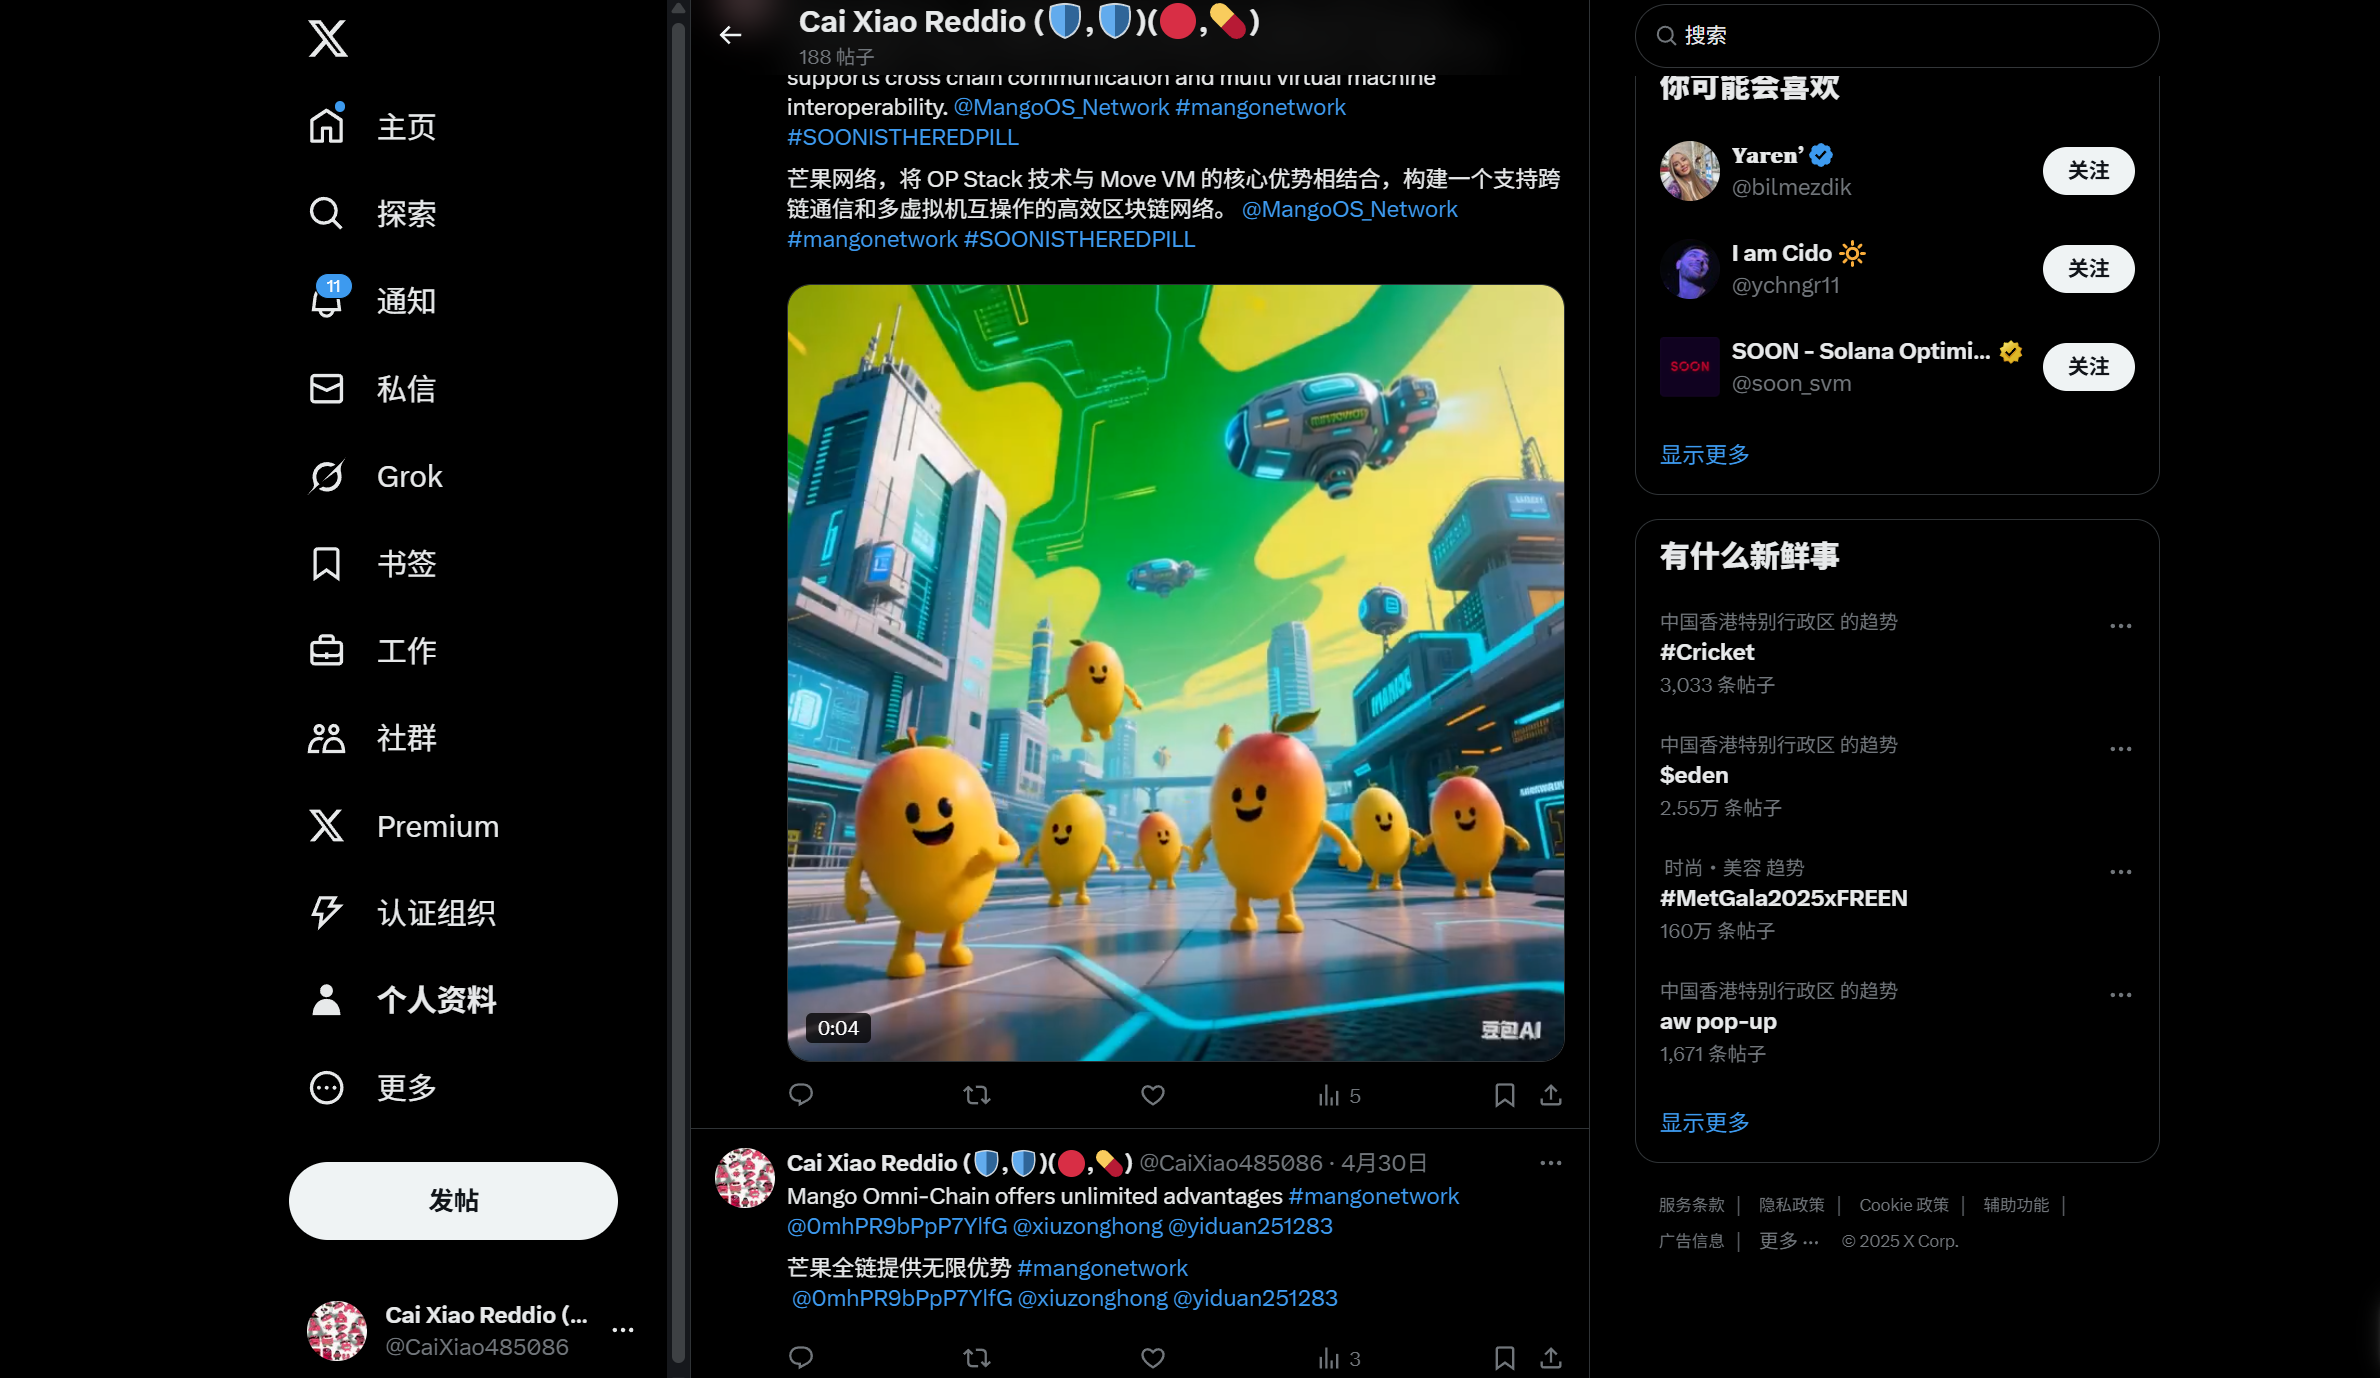 主页
探索
11
通知
私信
Grok
书签
工作
社群
Premium
认证组织
个人资料
更多
发帖
Cai Xiao Reddio (...
@CaiXiao485086
Cai Xiao Reddio (🛡️,🛡️)(🔴,💊)
188 帖子
supports cross chain communication and multi virtual machine
interoperability. @MangoOS_Network #mangonetwork
#SOONISTHEREDPILL
芒果网络，将 OP Stack 技术与 Move VM 的核心优势相结合，构建一个支持跨
链通信和多虚拟机互操作的高效区块链网络。 @MangoOS_Network
#mangonetwork #SOONISTHEREDPILL
0:04
豆包AI
5
Cai Xiao Reddio (🛡️,🛡️)(🔴,💊) @CaiXiao485086 · 4月30日
Mango Omni-Chain offers unlimited advantages #mangonetwork
@0mhPR9bPpP7YlfG @xiuzonghong @yiduan251283
芒果全链提供无限优势 #mangonetwork
@0mhPR9bPpP7YlfG @xiuzonghong @yiduan251283
3
搜索
你可能会喜欢
Yaren’
@bilmezdik
关注
I am Cido 🔆
@ychngr11
关注
SOON
SOON - Solana Optimi...
@soon_svm
关注
显示更多
有什么新鲜事
中国香港特别行政区 的趋势
#Cricket
3,033 条帖子
中国香港特别行政区 的趋势
$eden
2.55万 条帖子
时尚・美容 趋势
#MetGala2025xFREEN
160万 条帖子
中国香港特别行政区 的趋势
aw pop-up
1,671 条帖子
显示更多
服务条款 | 隐私政策 | Cookie 政策 | 辅助功能 |
广告信息 | 更多 ··· © 2025 X Corp.